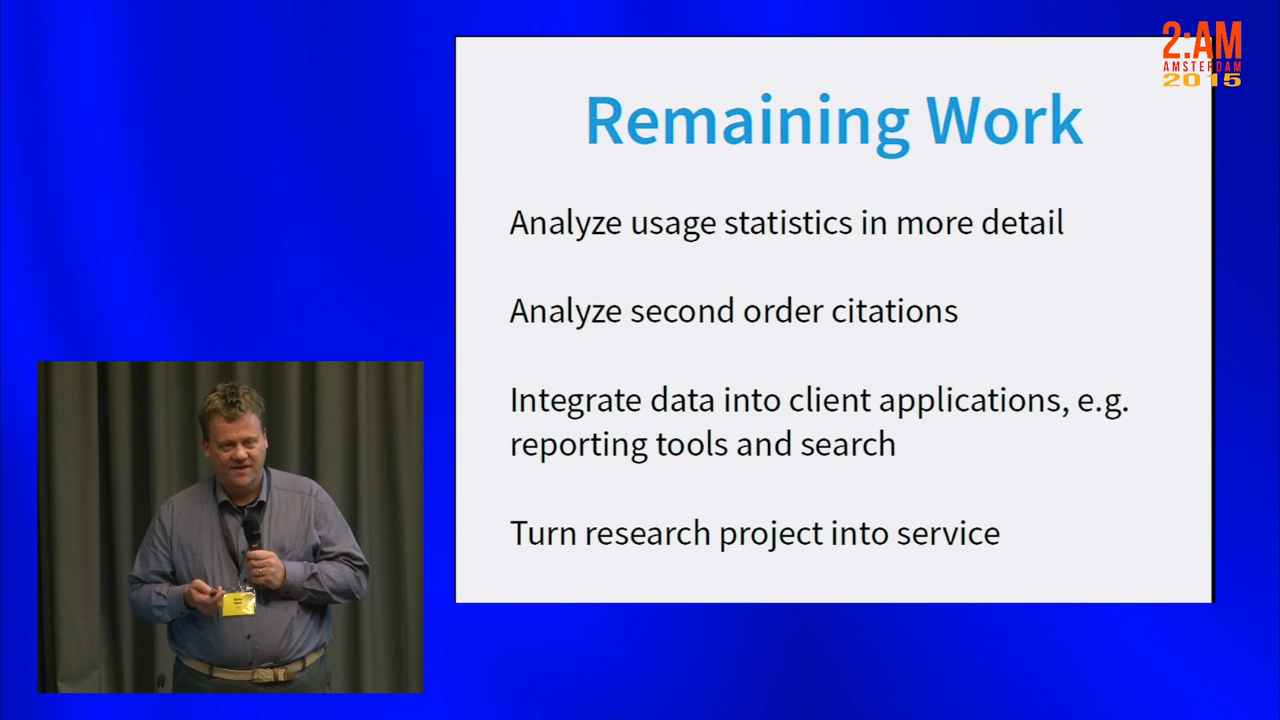 2:AM
AMSTERDAM
2015
Remaining Work
Analyze usage statistics in more detail
Analyze second order citations
Integrate data into client applications, e.g.
reporting tools and search
Turn research project into service